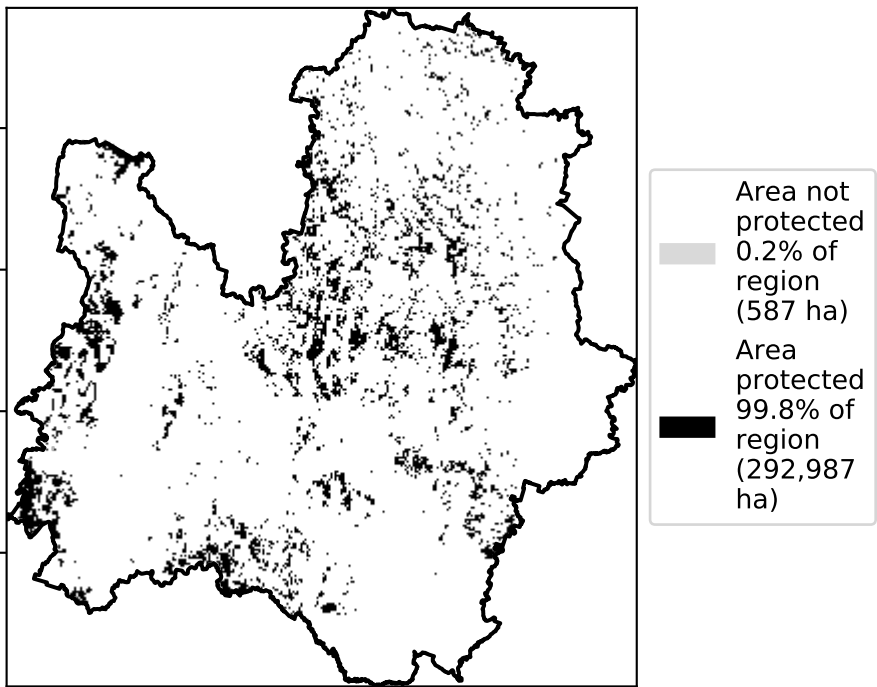 Area not
protected
0.2% of
region
(587 ha)
Area
protected
99.8% of
region
(292,987
ha)